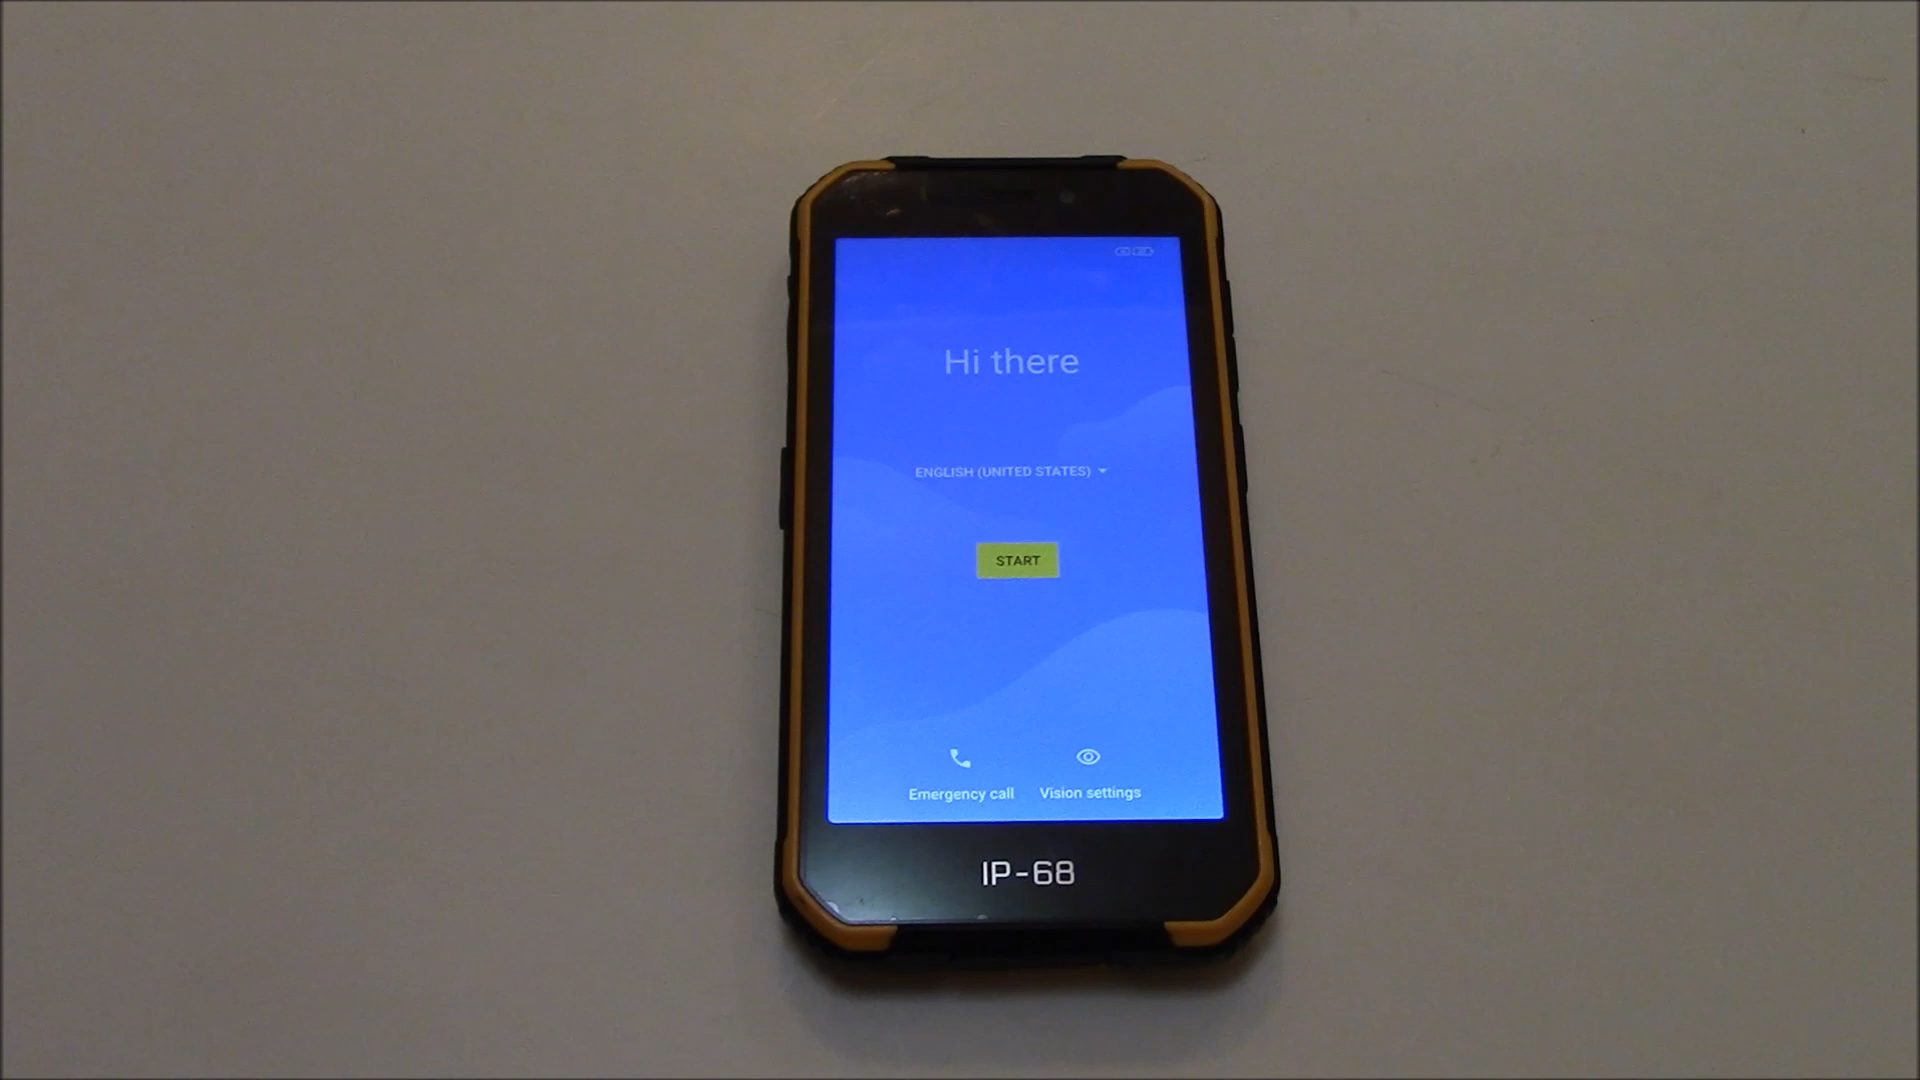 Hi there
ENGLISH (UNITED STATES)
START
Emergency call
Vision settings
IP-68